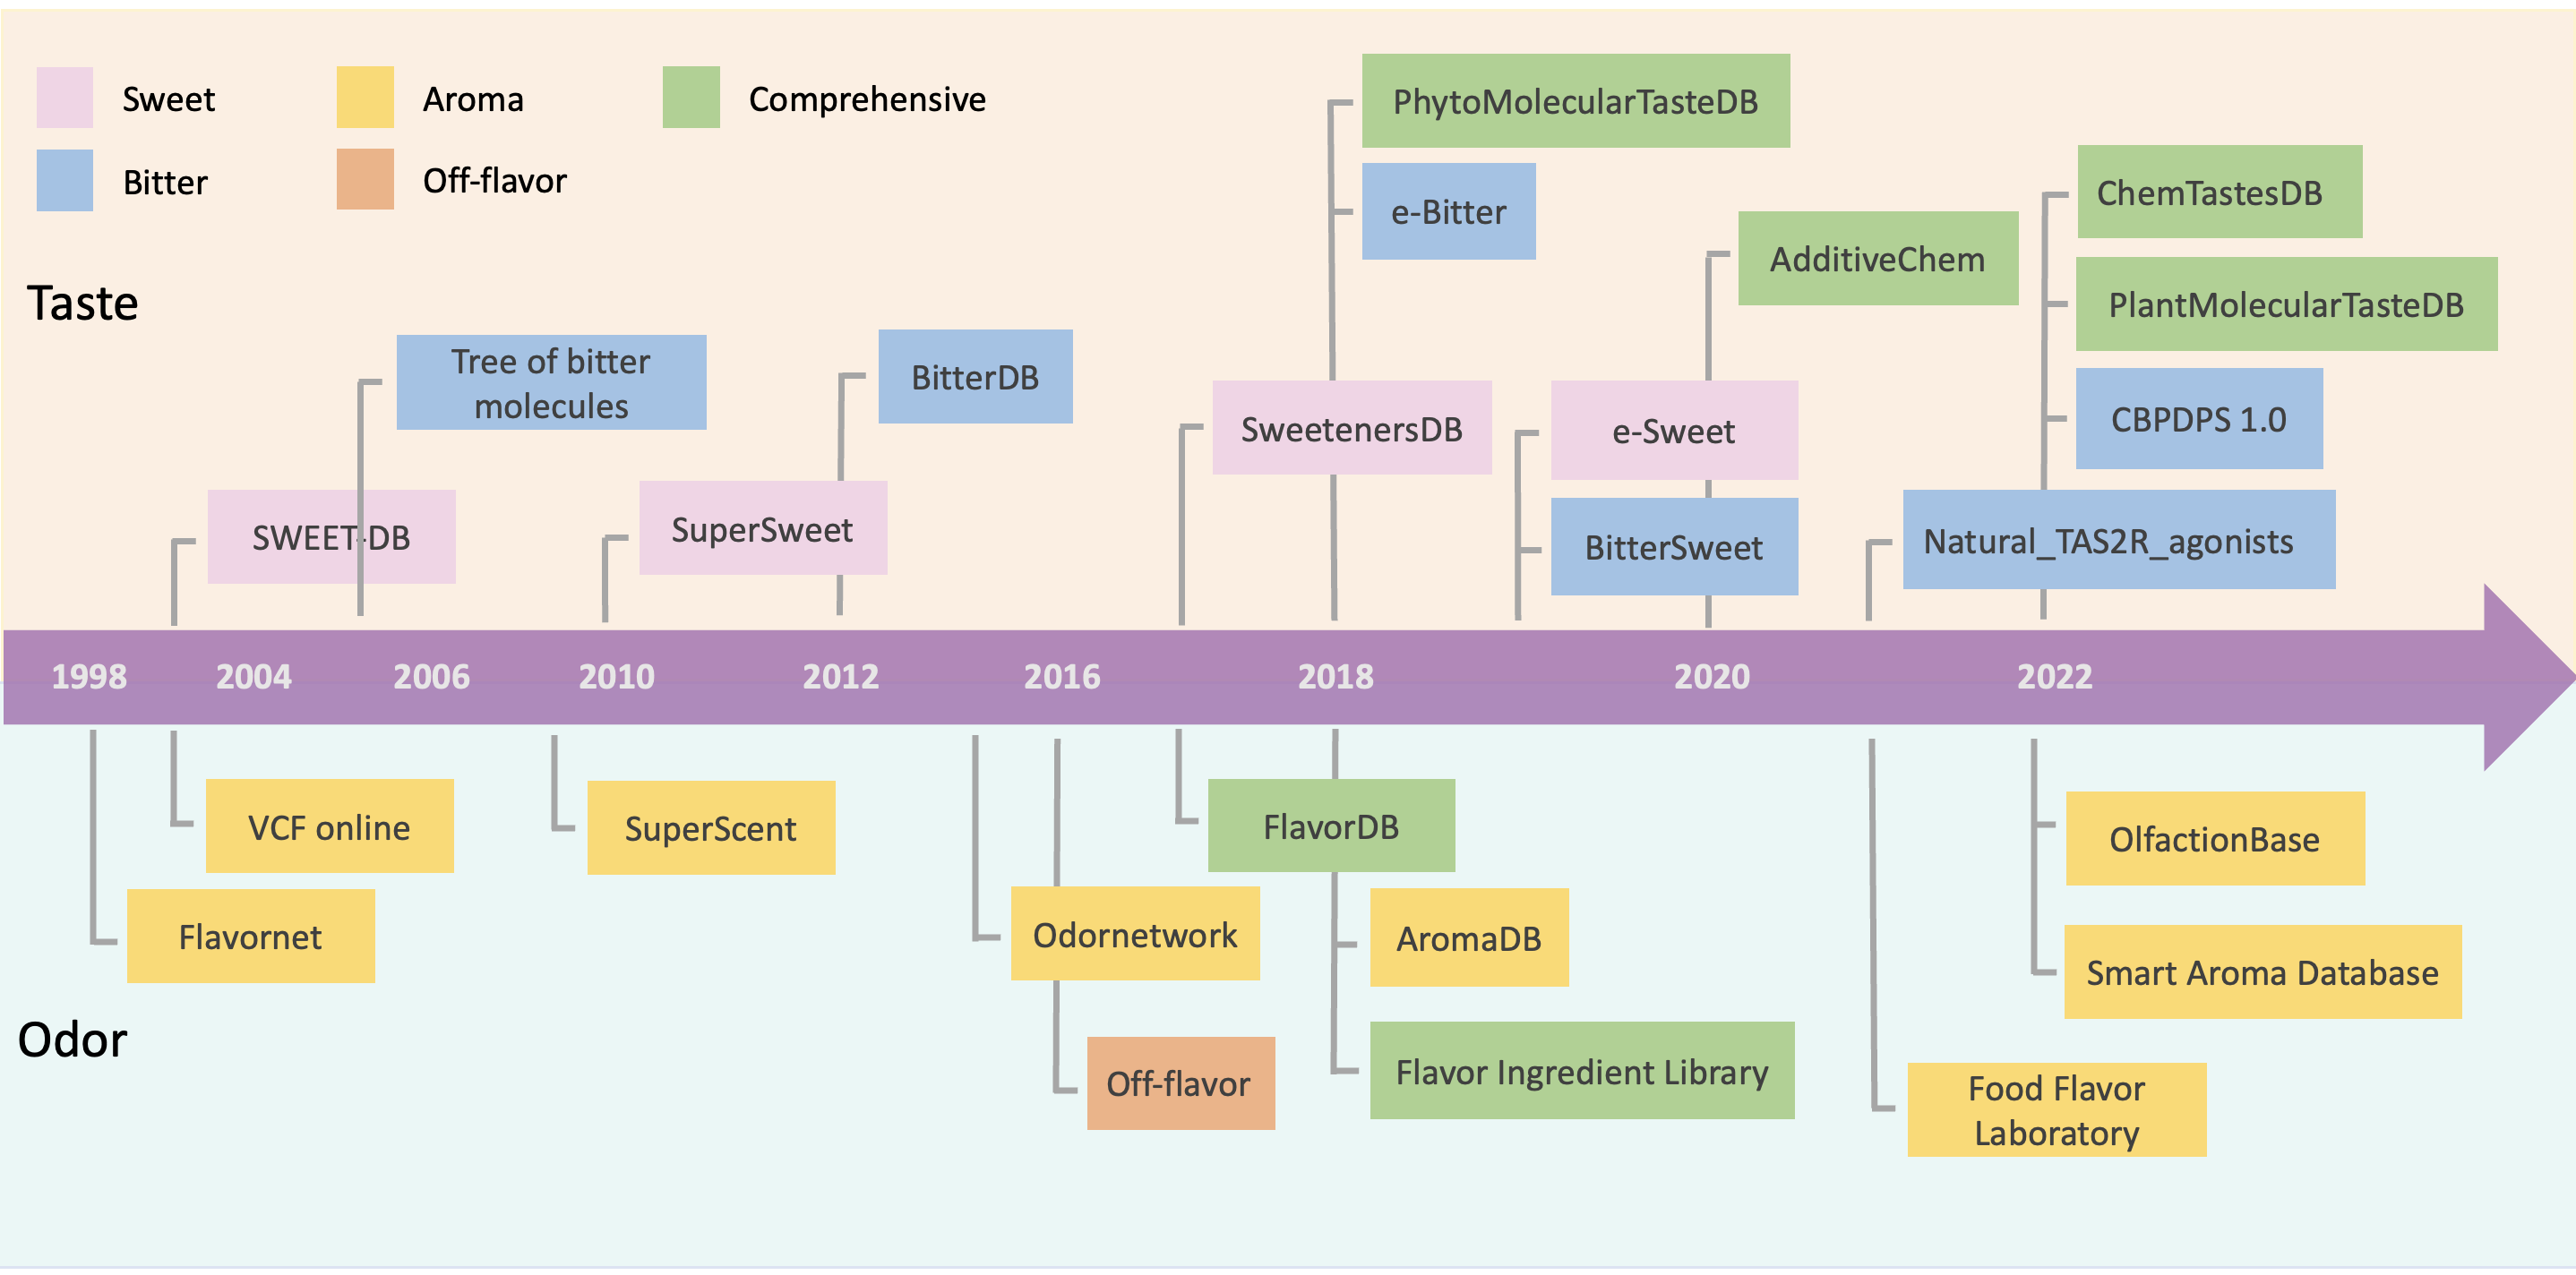 Sweet
Aroma
Comprehensive
Bitter
Off-flavor
Taste
PhytoMolecularTasteDB
e-Bitter
ChemTastesDB
AdditiveChem
PlantMolecularTasteDB
Tree of bitter
molecules
BitterDB
SweetenersDB
e-Sweet
CBPDPS 1.0
SWEET-DB
SuperSweet
BitterSweet
Natural_TAS2R_agonists
1998 2004 2006 2010 2012 2016 2018 2020 2022
VCF online
SuperScent
FlavorDB
OlfactionBase
Flavornet
Odornetwork
AromaDB
Smart Aroma Database
Odor
Off-flavor
Flavor Ingredient Library
Food Flavor
Laboratory